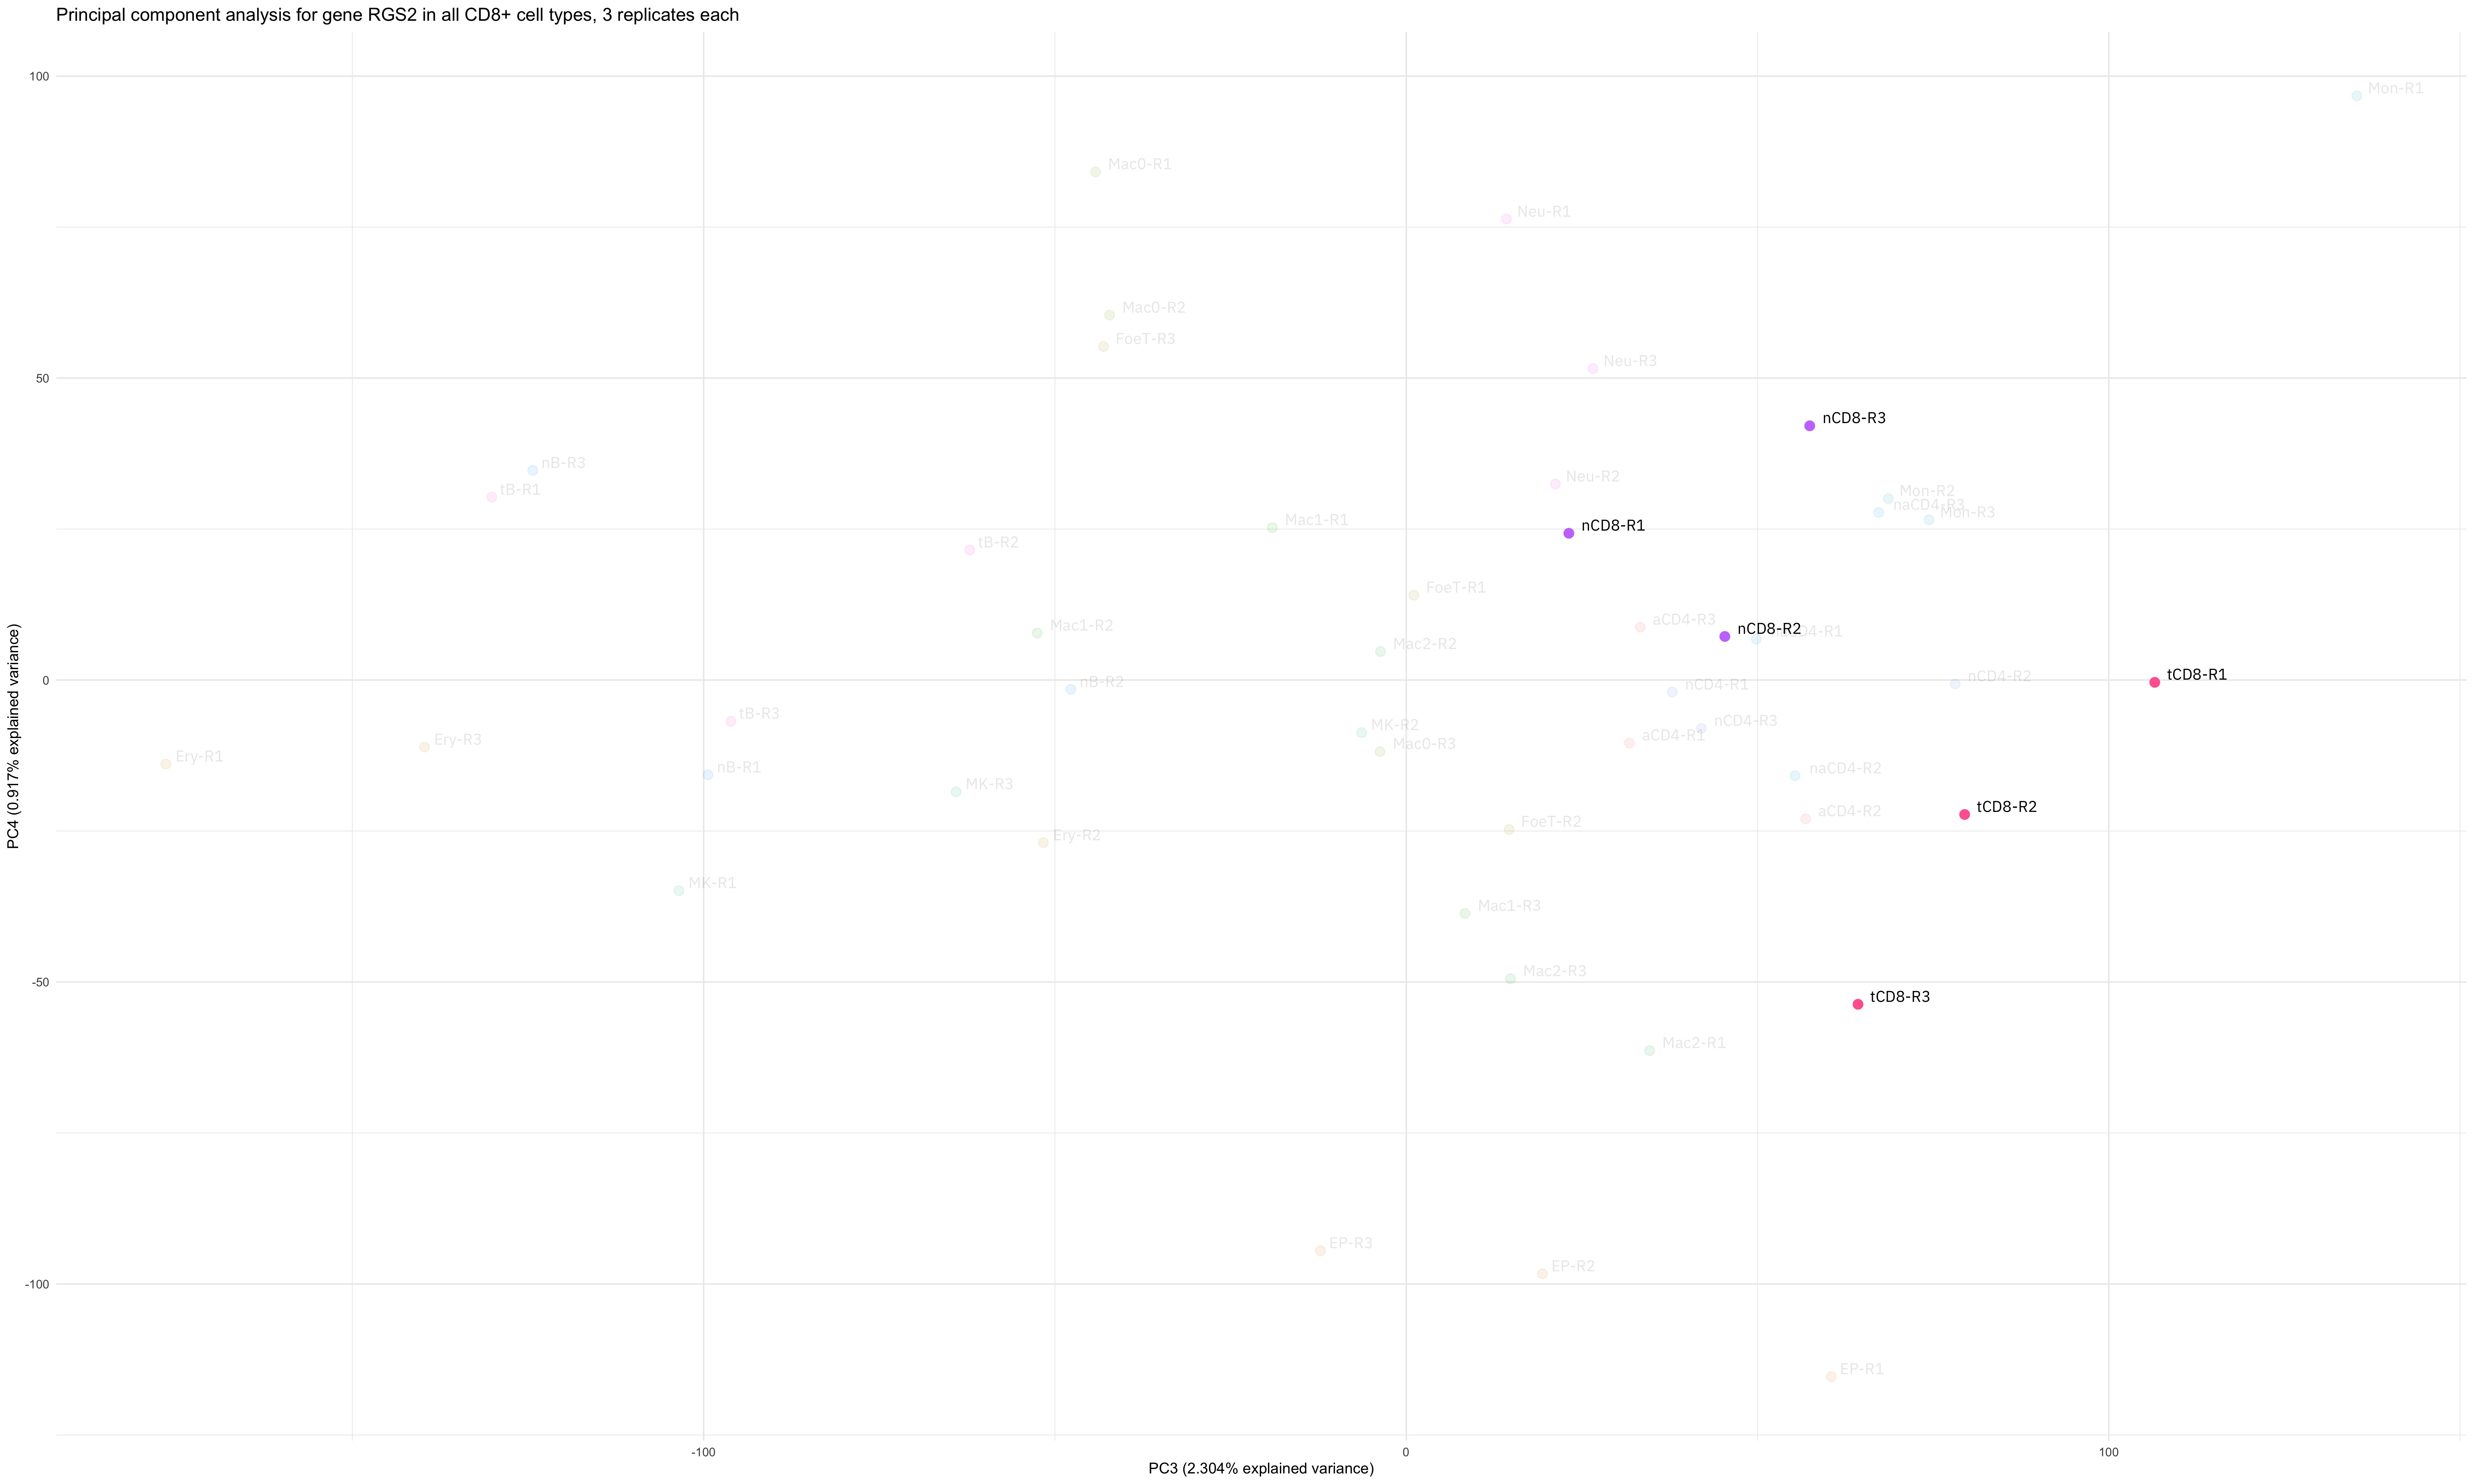 Principal component analysis for gene RGS2 in all CD8+ cell types, 3 replicates each
100
Mon-R1
Mac0-R1
Neu-R1
Mac0-R2
FoeT-R3
Neu-R3
50
nCD8-R3
nB-R3
tB-R1
Neu-R2
Mon-R2
naCD4-R3
Mon-R3
Mac1-R1
nCD8-R1
tB-R2
FoeT-R1
Mac1-R2
aCD4-R3
nCD8-R2
naCD4-R1
Mac2-R2
0
nB-R2
nCD4-R1
nCD4-R2
tCD8-R1
tB-R3
MK-R2
nCD4-R3
Ery-R1
Ery-R3
Mac0-R3
aCD4-R1
nB-R1
naCD4-R2
MK-R3
tCD8-R2
aCD4-R2
FoeT-R2
Ery-R2
MK-R1
Mac1-R3
Mac2-R3
-50
tCD8-R3
Mac2-R1
EP-R3
EP-R2
-100
EP-R1
-100
0
100
PC3 (2.304% explained variance)
PC4 (0.917% explained variance)